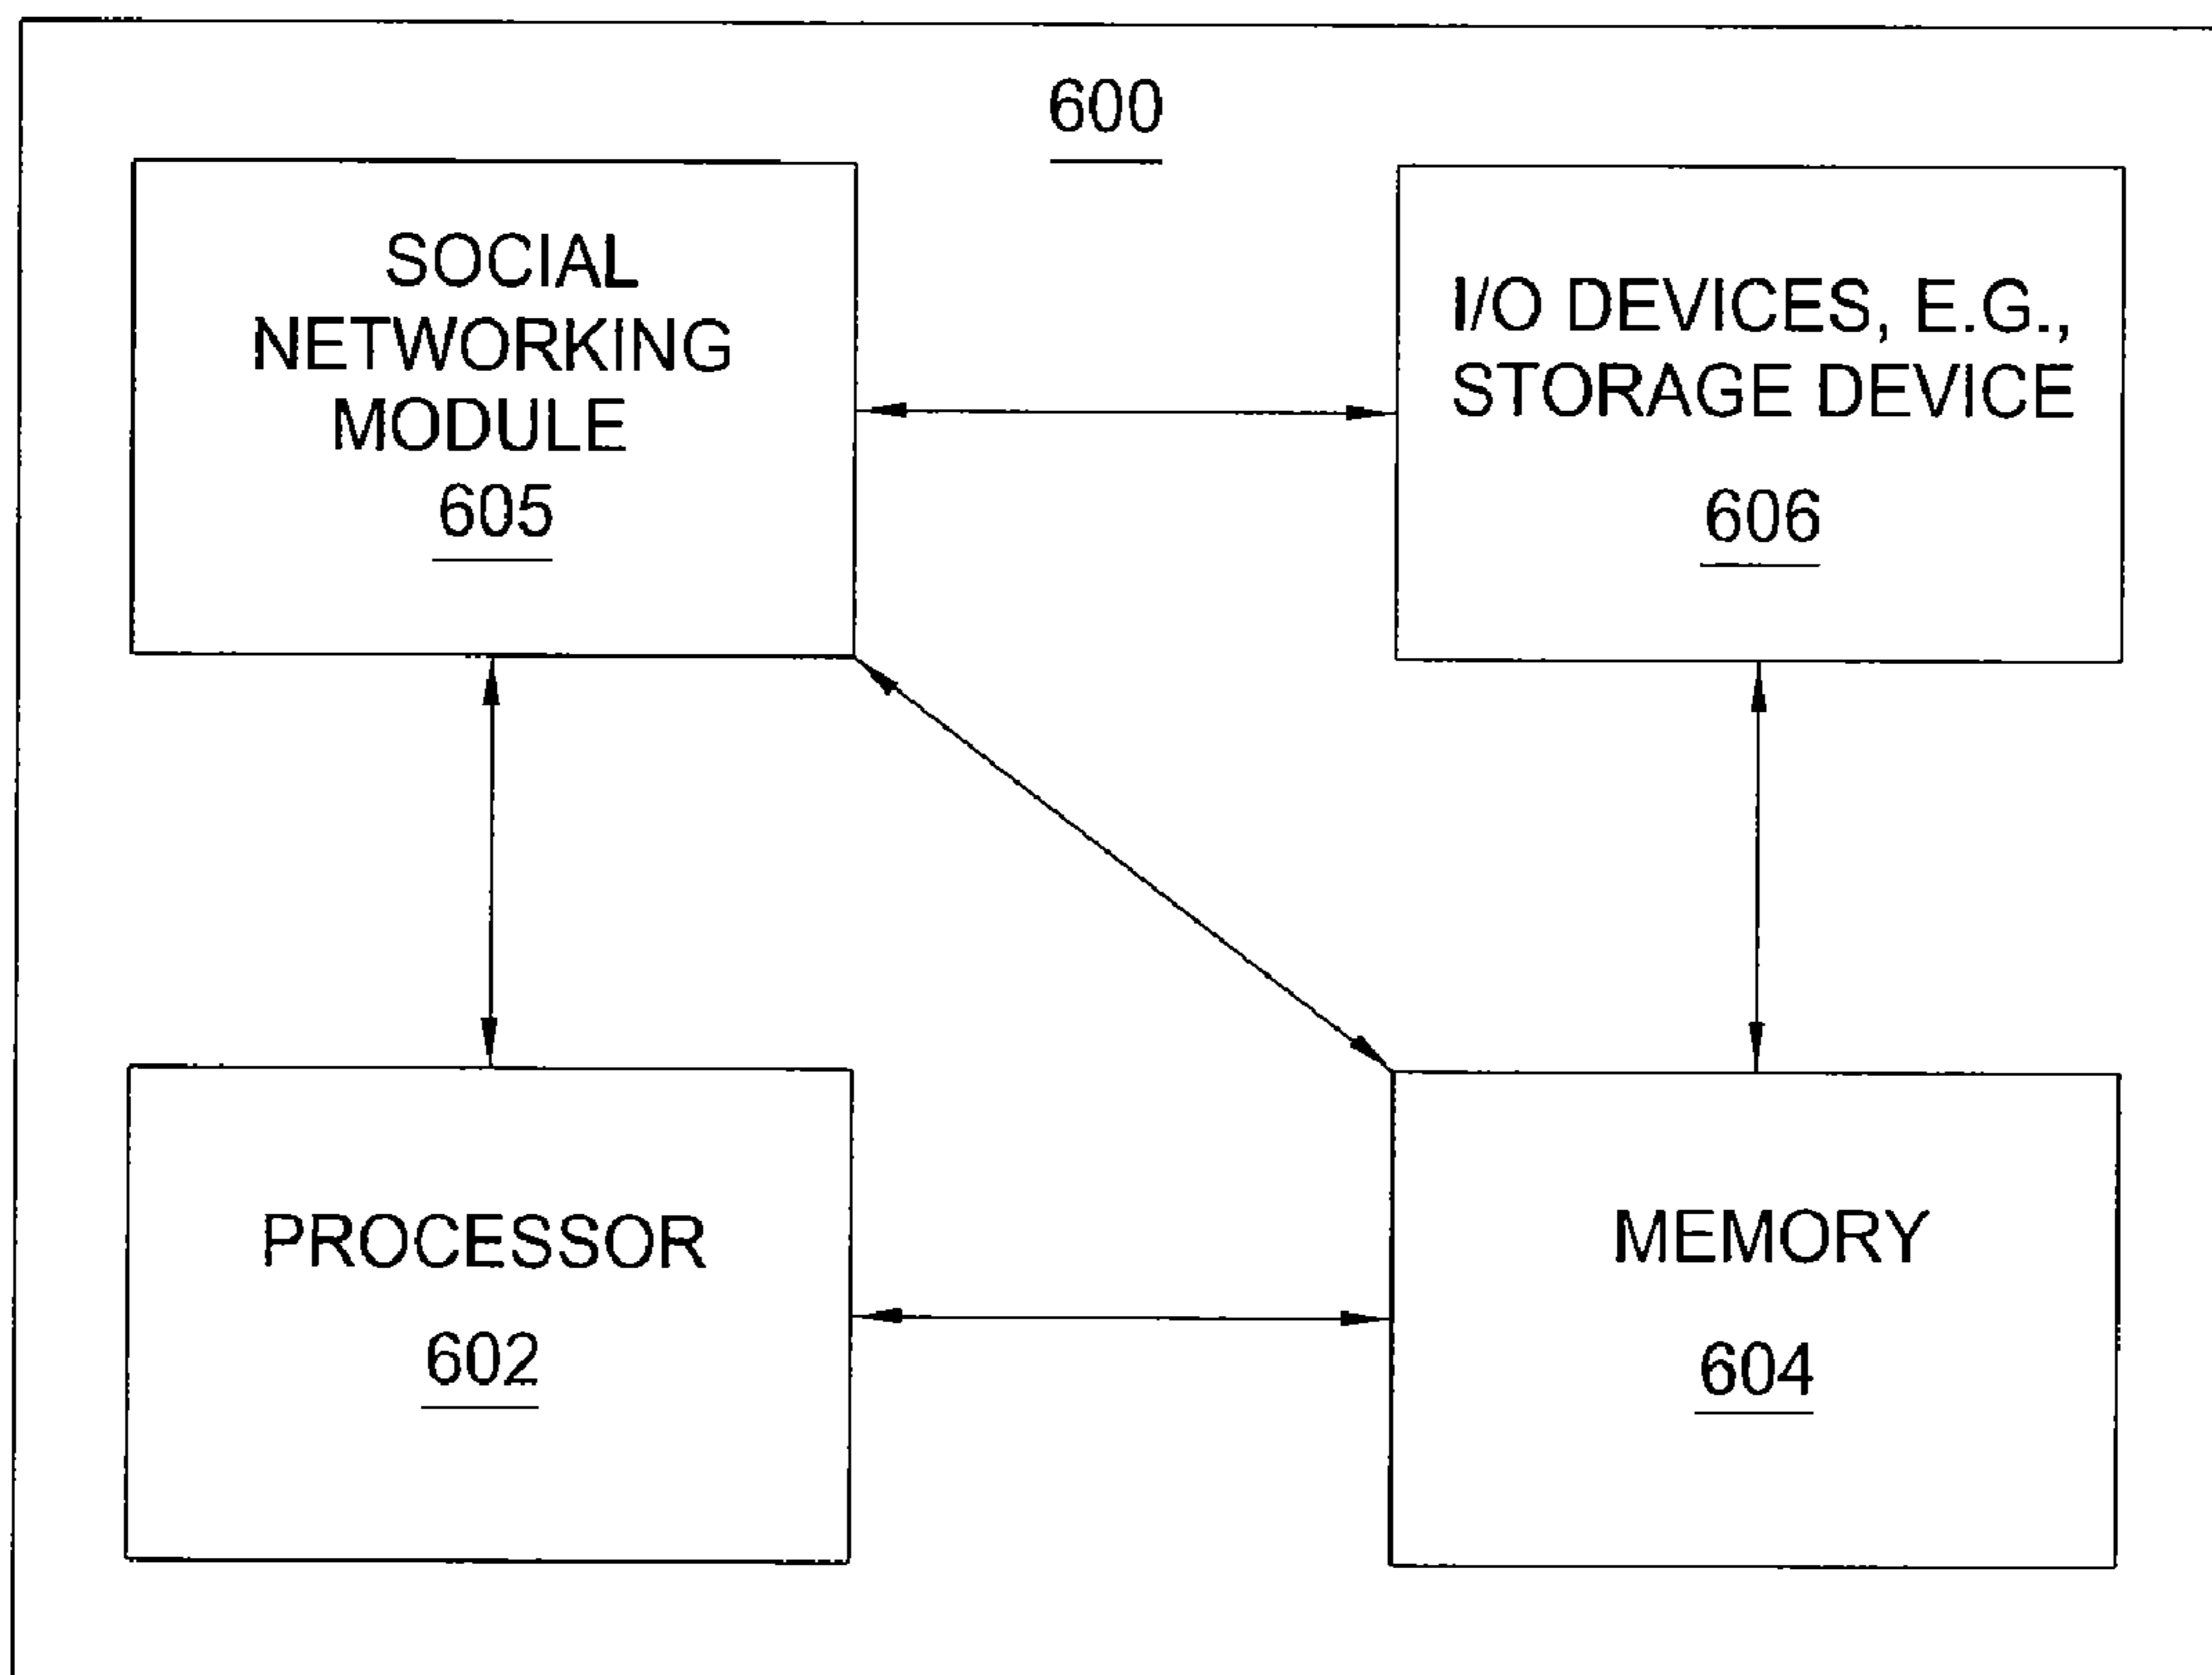 600
SOCIAL
NETWORKING
MODULE
605
I/O DEVICES, E.G.,
STORAGE DEVICE
606
PROCESSOR
602
MEMORY
604